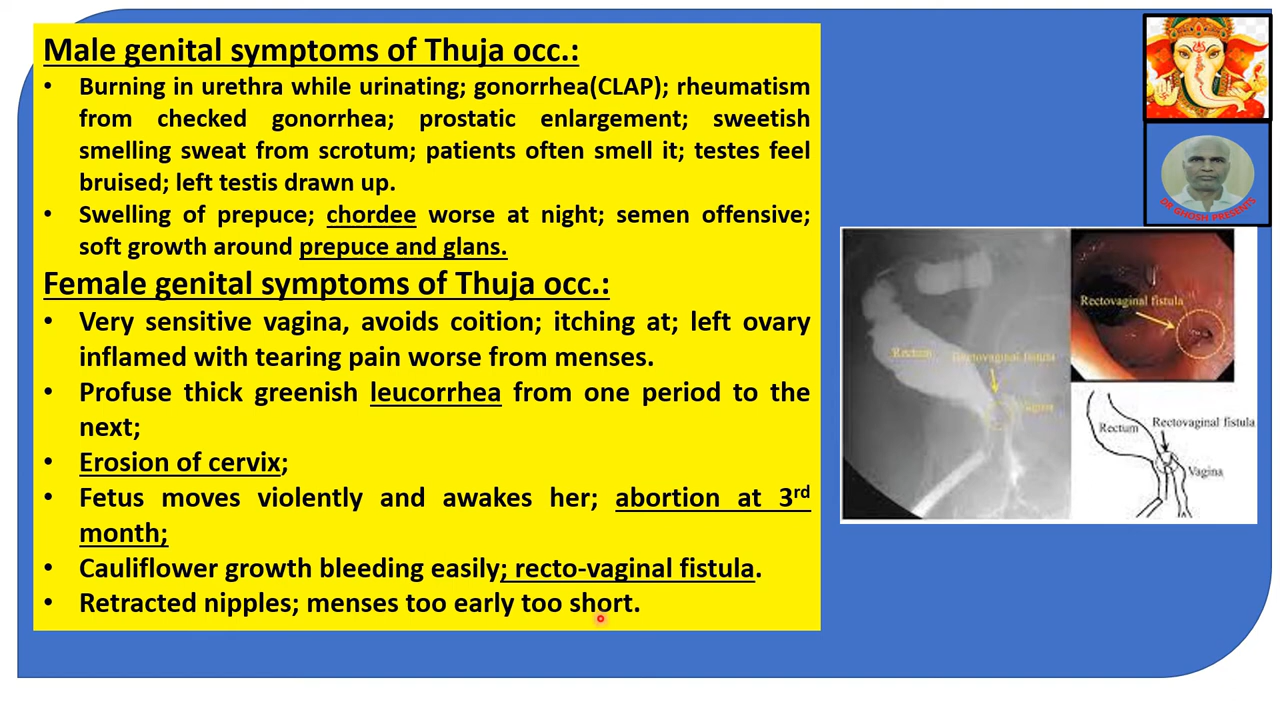 Male genital symptoms of Thuja occ.:
• Burning in urethra while urinating; gonorrhea(CLAP); rheumatism
from checked gonorrhea; prostatic enlargement; sweetish
smelling sweat from scrotum; patients often smell it; testes feel
bruised; left testis drawn up.
• Swelling of prepuce; chordee worse at night; semen offensive;
soft growth around prepuce and glans.
Female genital symptoms of Thuja occ.:
• Very sensitive vagina, avoids coition; itching at; left ovary
inflamed with tearing pain worse from menses.
• Profuse thick greenish leucorrhea from one period to the
next;
• Erosion of cervix;
• Fetus moves violently and awakes her; abortion at 3rd
month;
• Cauliflower growth bleeding easily; recto-vaginal fistula.
• Retracted nipples; menses too early too short.
DR GHOSH PRESENTS
Rectum
Rectovaginal fistula
Vagina
Rectovaginal fistula
Rectum
Rectovaginal fistula
Vagina